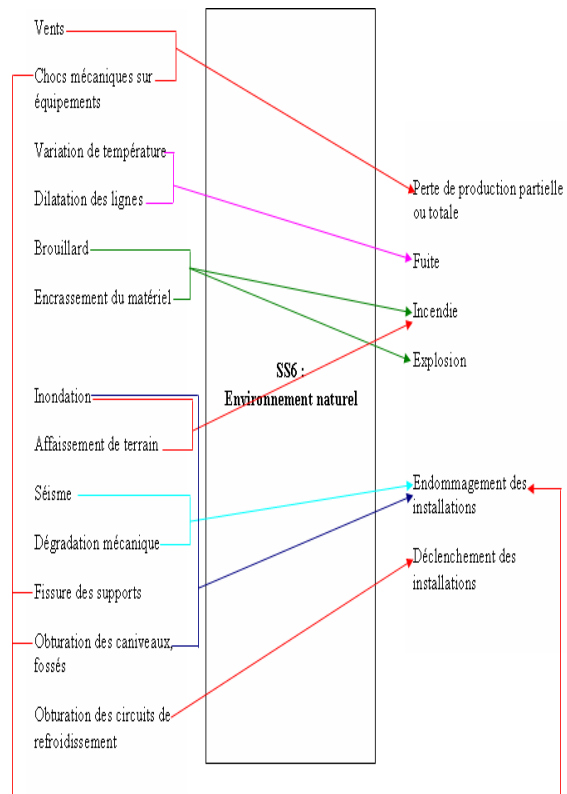 Vents
Chocs mécaniques sur
équipements
Variation de température
Dilatation des lignes
Brouillard
Encrassement du matériel
Inondation
Affaissement de terrain
Séisme
Dégradation mécanique
Fissure des supports
Obturation des caniveaux,
fossés
Obturation des circuits de
refroidissement
SS6 :
Environnement naturel
Perte de production partielle
ou totale
Fuite
Incendie
Explosion
Endommagement des
installations
Déclenchement des
installations